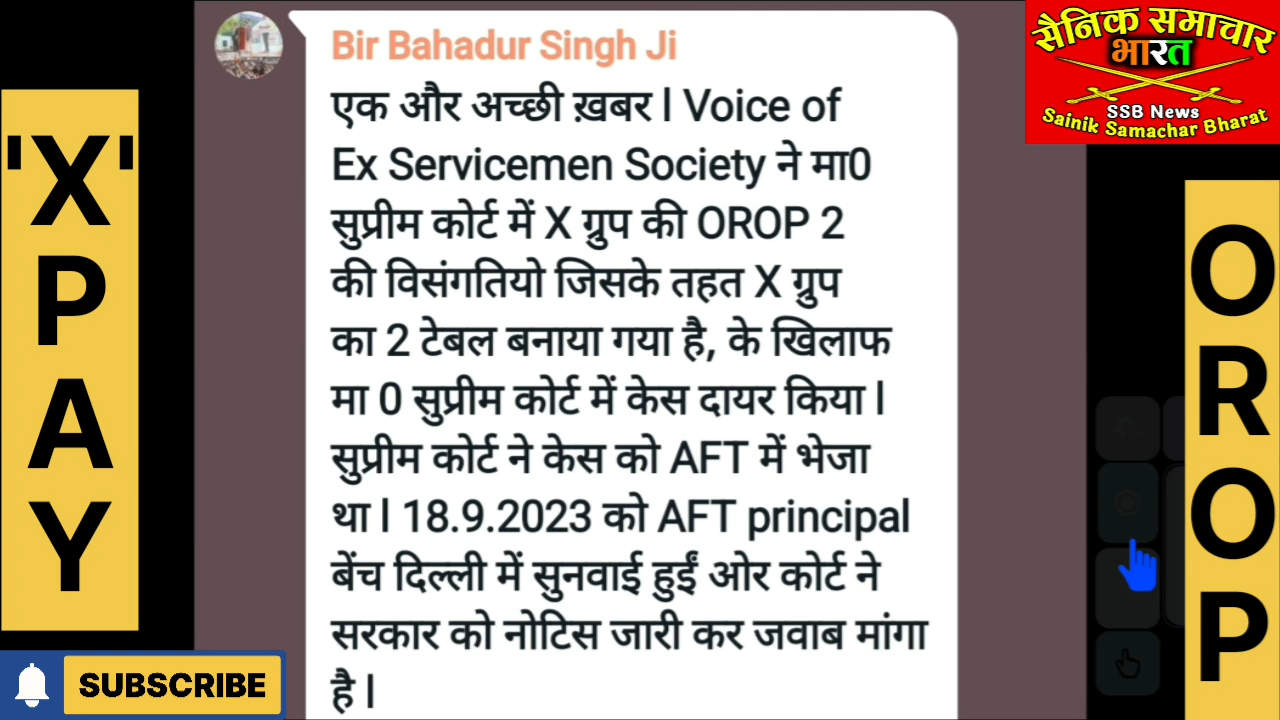 'X'
P
A
Y
SUBSCRIBE
Bir Bahadur Singh Ji
एक और अच्छी ख़बर l Voice of
Ex Servicemen Society ने मा0
सुप्रीम कोर्ट में X ग्रुप की OROP 2
की विसंगतियो जिसके तहत X ग्रुप
का 2 टेबल बनाया गया है, के खिलाफ
मा 0 सुप्रीम कोर्ट में केस दायर किया l
सुप्रीम कोर्ट ने केस को AFT में भेजा
था l 18.9.2023 को AFT principal
बेंच दिल्ली में सुनवाई हुईं ओर कोर्ट ने
सरकार को नोटिस जारी कर जवाब मांगा
है l
सैनिक समाचार
भारत
SSB News
Sainik Samachar Bharat
O
R
O
P